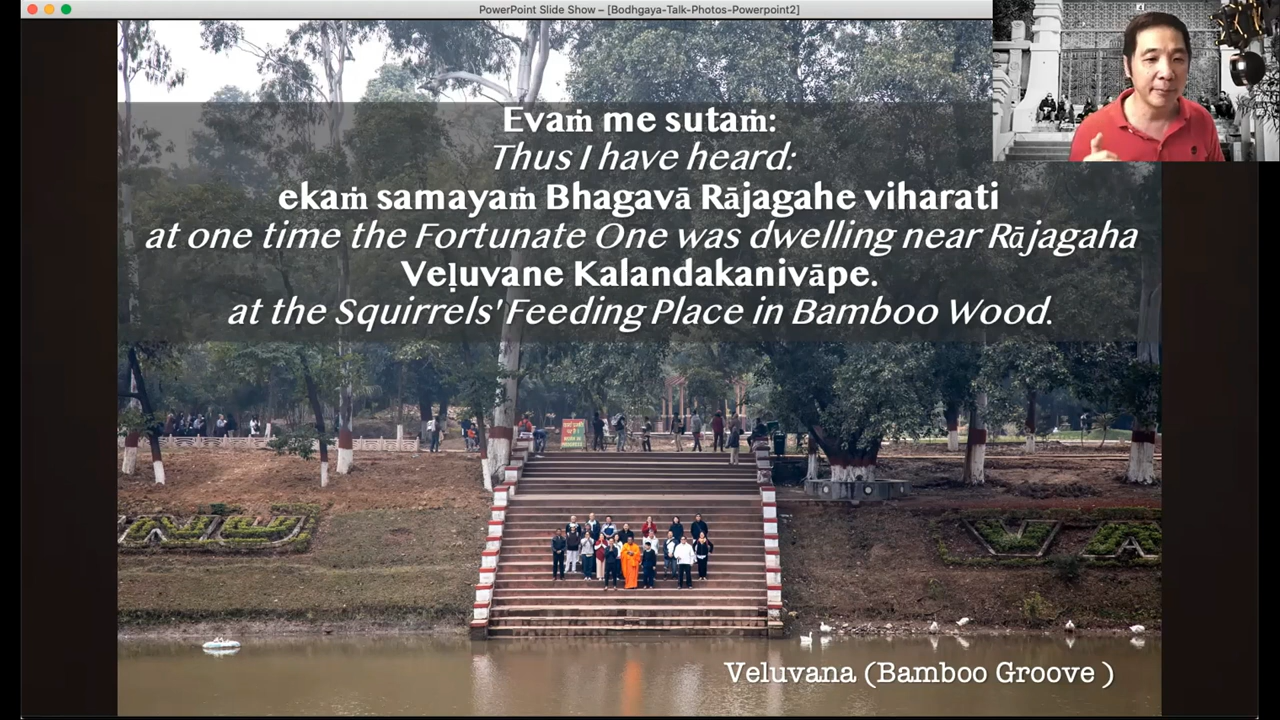 PowerPoint Slide Show – [Bodhgaya-Talk-Photos-Powerpoint2]
Evaṁ me sutaṁ:
Thus I have heard:
ekaṁ samayaṁ Bhagavā Rājagahe viharati
at one time the Fortunate One was dwelling near Rājagaha
Veḷuvane Kalandakanivāpe.
at the Squirrels' Feeding Place in Bamboo Wood.
NU VA
Veluvana (Bamboo Groove )